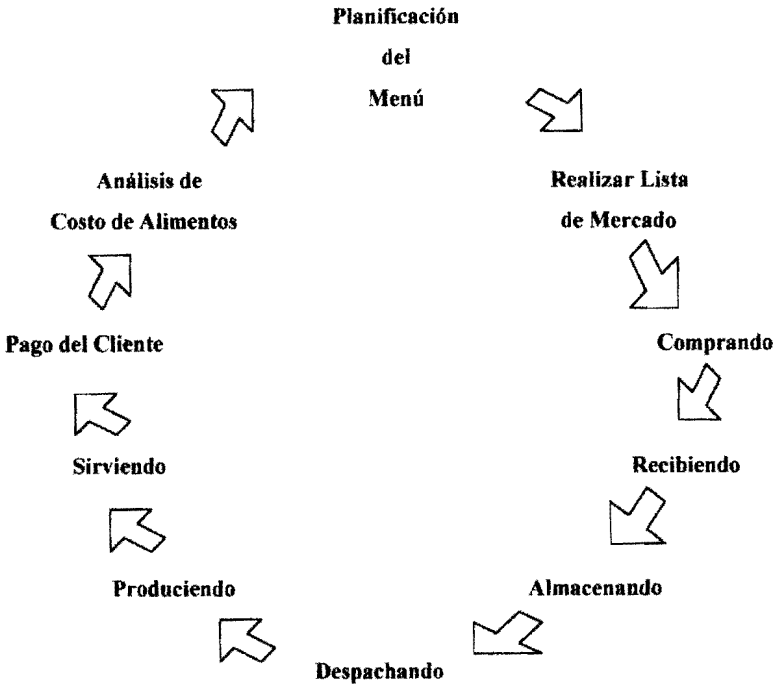 Planificación
del
Menú
Realizar Lista
de Mercado
Comprando
Recibiendo
Almacenando
Despachando
Produciendo
Sirviendo
Pago del Cliente
Análisis de
Costo de Alimentos